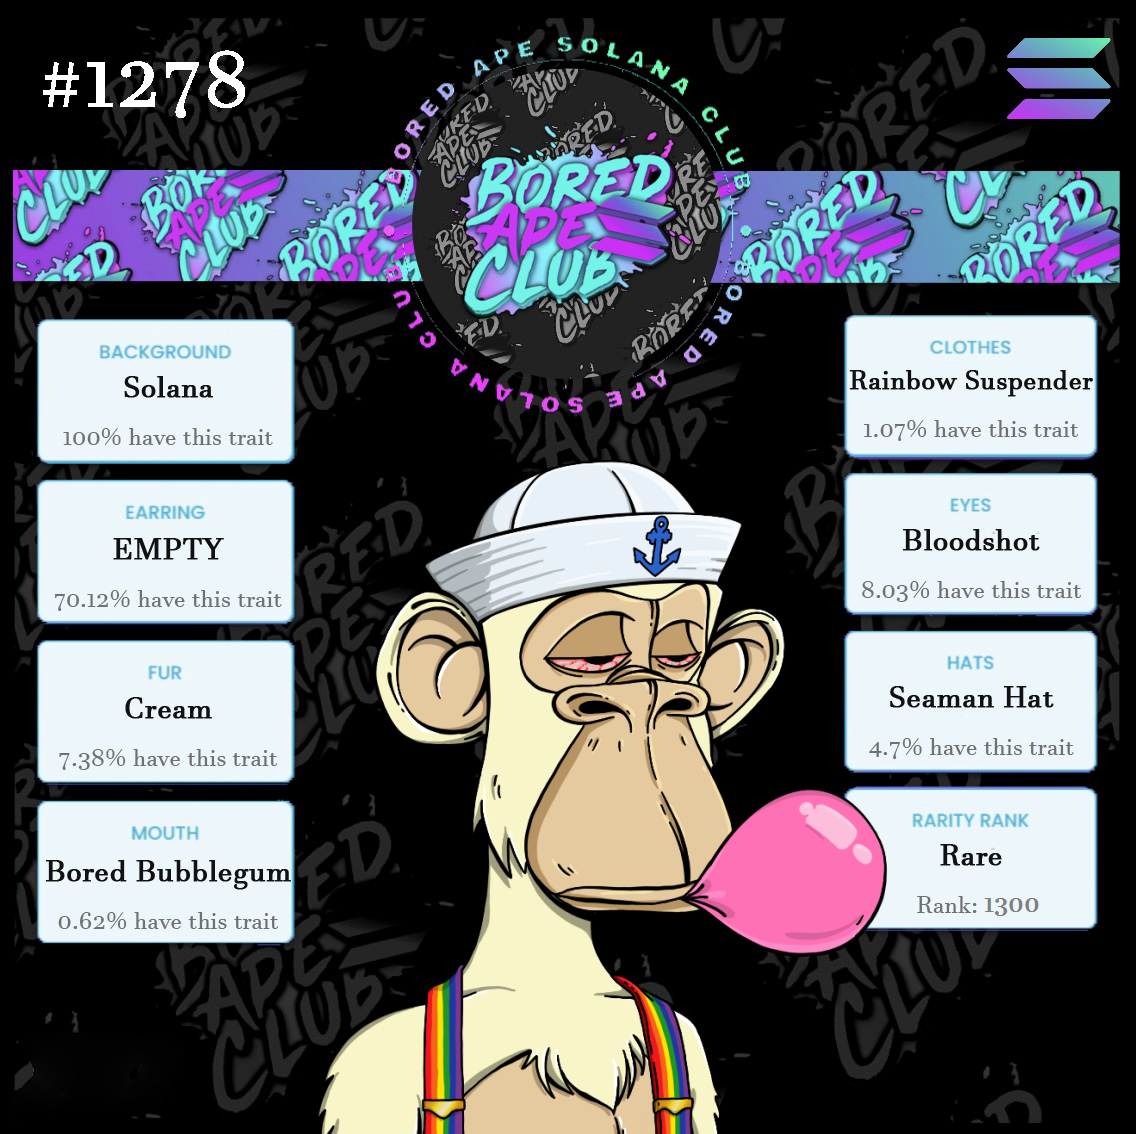 #1278
BORED APE SOLANA CLUB
BORED APE SOLANA CLUB
BORED
APE
CLUB
BACKGROUND
Solana
100% have this trait
EARRING
EMPTY
70.12% have this trait
FUR
Cream
7.38% have this trait
MOUTH
Bored Bubblegum
0.62% have this trait
CLOTHES
Rainbow Suspender
1.07% have this trait
EYES
Bloodshot
8.03% have this trait
HATS
Seaman Hat
4.7% have this trait
RARITY RANK
Rare
Rank: 1300